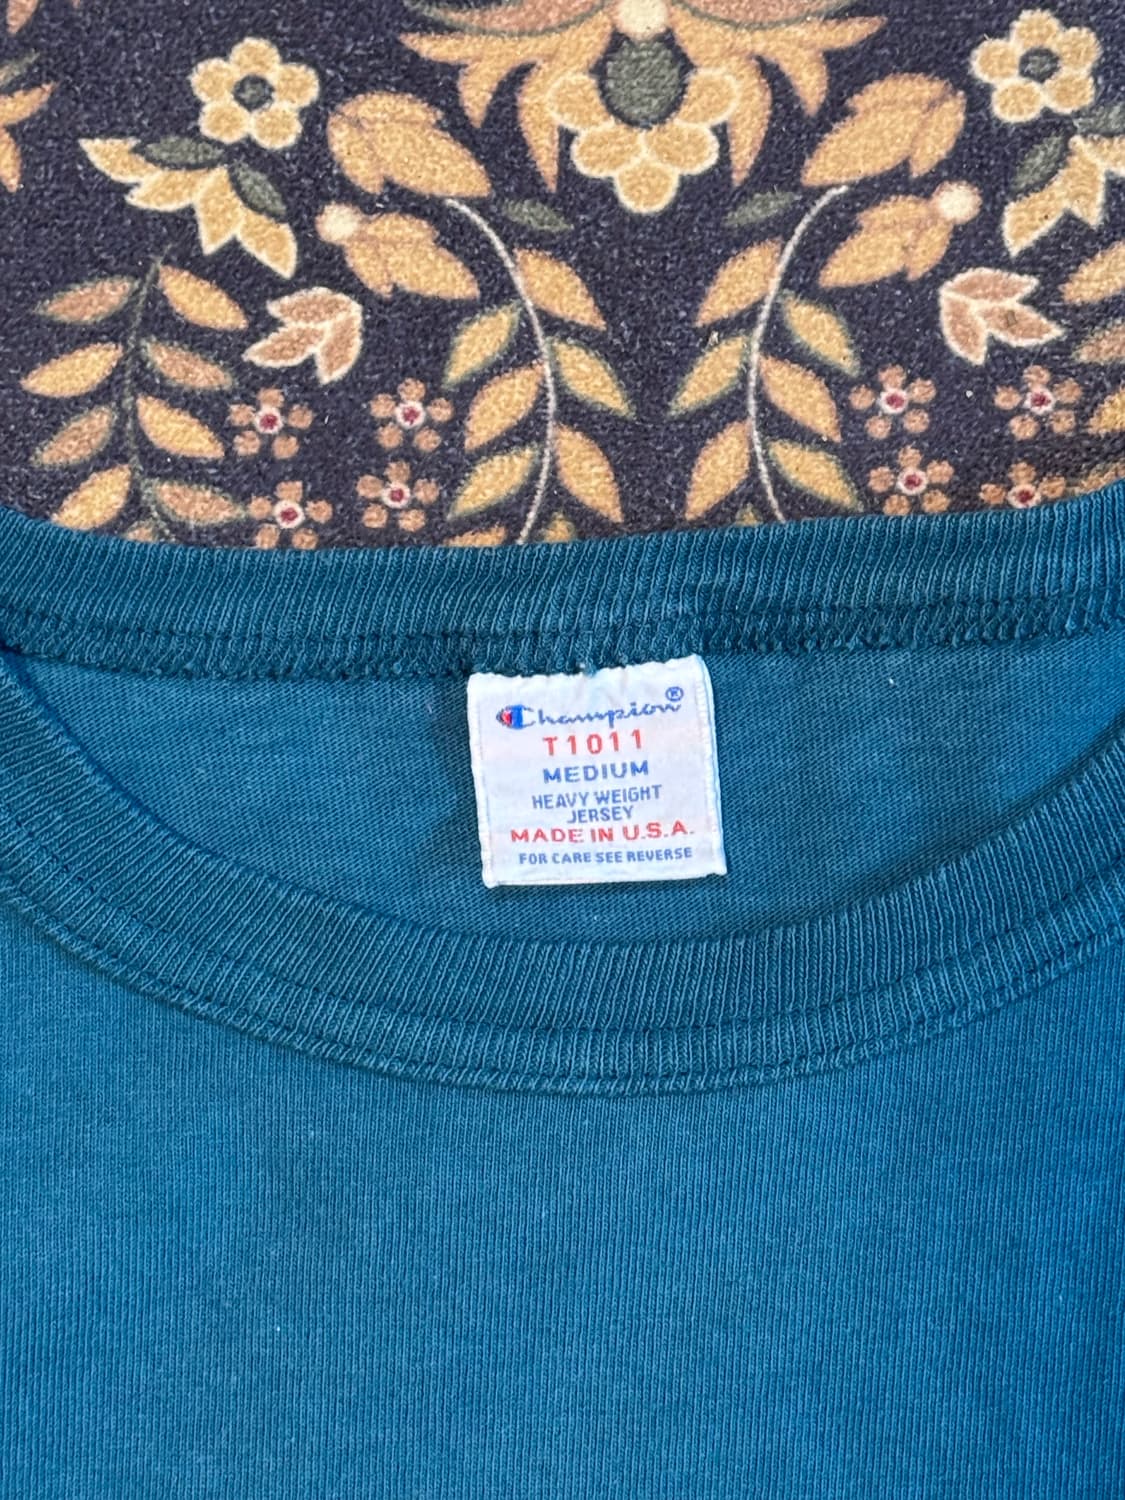 Champion®
T1011
MEDIUM
HEAVY WEIGHT
JERSEY
MADE IN U.S.A.
FOR CARE SEE REVERSE